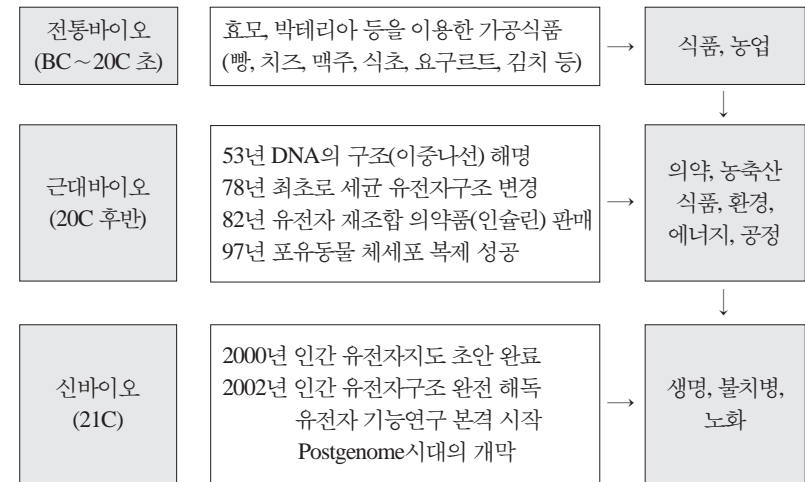 전통바이오
(BC～20C 초)
효모, 박테리아 등을 이용한 가공식품
(빵, 치즈, 맥주, 식초, 요구르트, 김치 등)
→
식품, 농업
↓
근대바이오
(20C 후반)
53년 DNA의 구조(이중나선) 해명
78년 최초로 세균 유전자구조 변경
82년 유전자 재조합 의약품(인슐린) 판매
97년 포유동물 체세포 복제 성공
→
의약, 농축산
식품, 환경,
에너지, 공정
↓
신바이오
(21C)
2000년 인간 유전자지도 초안 완료
2002년 인간 유전자구조 완전 해독
유전자 기능연구 본격 시작
Postgenome시대의 개막
→
생명, 불치병,
노화